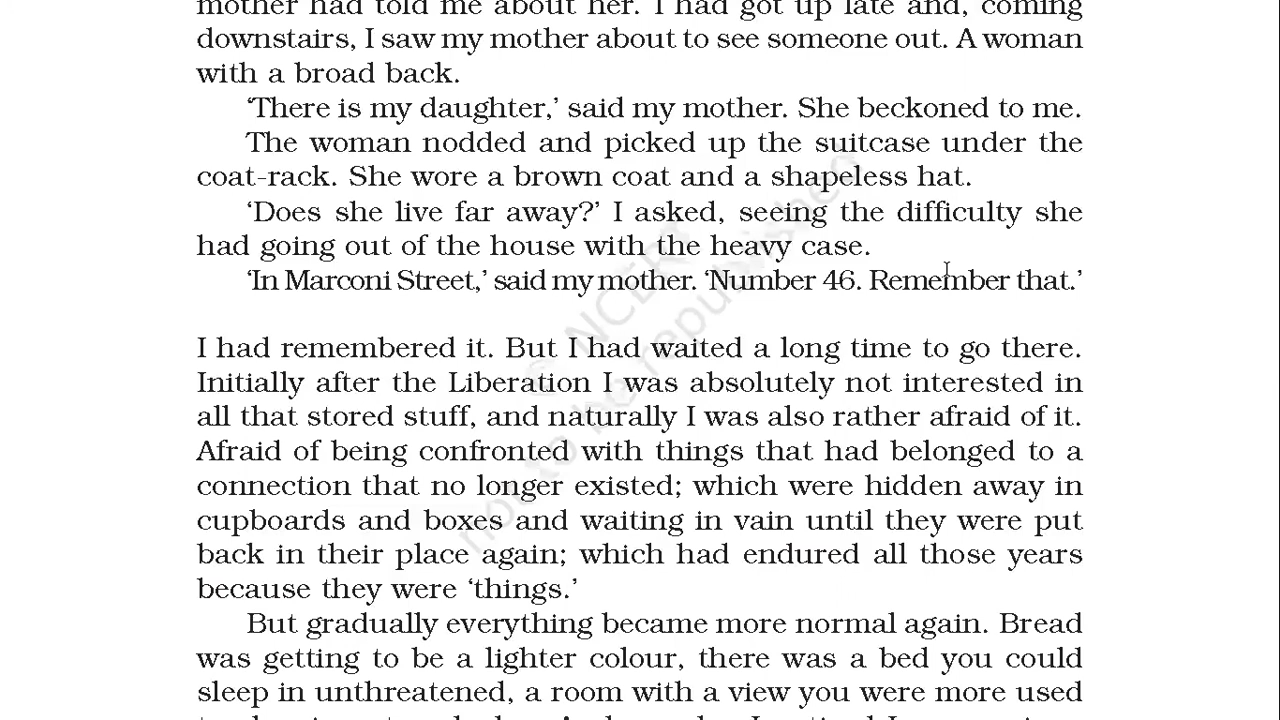 mother had told me about her. I had got up late and, coming
downstairs, I saw my mother about to see someone out. A woman
with a broad back.
‘There is my daughter,’ said my mother. She beckoned to me.
The woman nodded and picked up the suitcase under the
coat-rack. She wore a brown coat and a shapeless hat.
‘Does she live far away?’ I asked, seeing the difficulty she
had going out of the house with the heavy case.
‘In Marconi Street,’ said my mother. ‘Number 46. Remember that.’
I had remembered it. But I had waited a long time to go there.
Initially after the Liberation I was absolutely not interested in
all that stored stuff, and naturally I was also rather afraid of it.
Afraid of being confronted with things that had belonged to a
connection that no longer existed; which were hidden away in
cupboards and boxes and waiting in vain until they were put
back in their place again; which had endured all those years
because they were ‘things.’
But gradually everything became more normal again. Bread
was getting to be a lighter colour, there was a bed you could
sleep in unthreatened, a room with a view you were more used
© NCERT
not to be republished